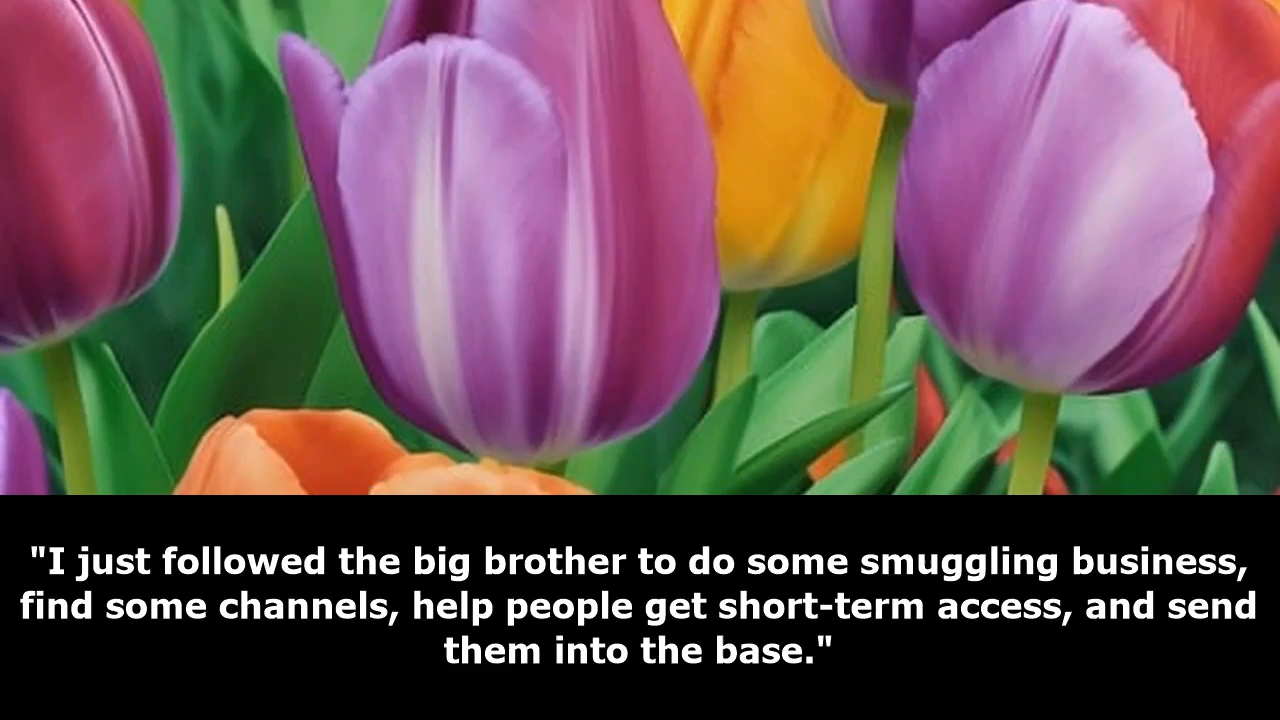 "I just followed the big brother to do some smuggling business,
find some channels, help people get short-term access, and send
them into the base."